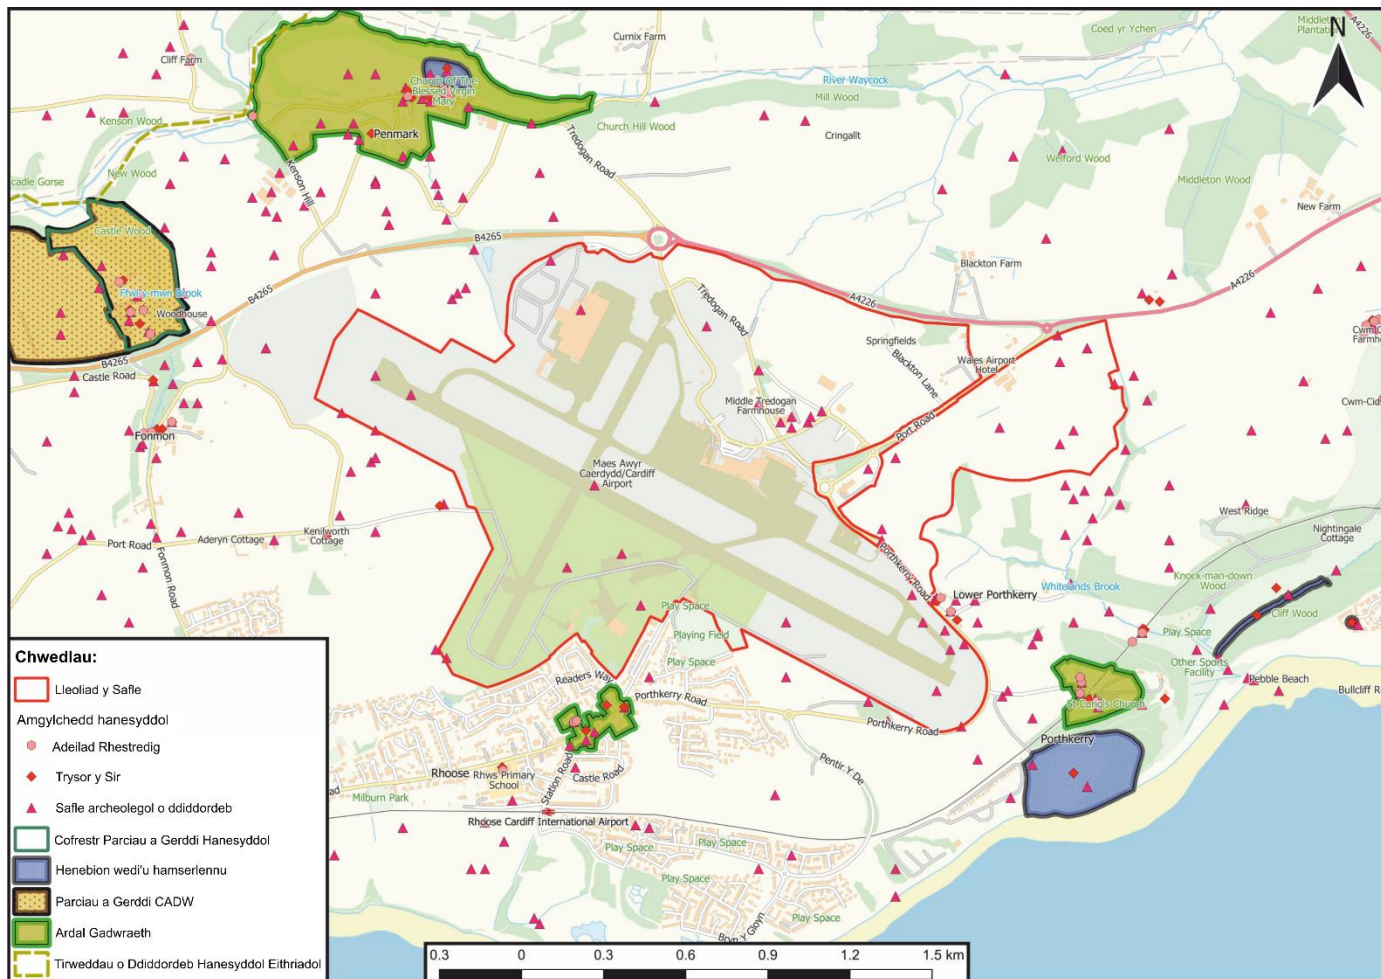 Cliff Farm
Curnix Farm
Coed yr Ychen
Middleton
Plantation
A4226
N
River Waycock
Mill Wood
Church Of The
Blessed Virgin
Mary
Kenson Wood
Penmark
Church Hill Wood
Cringallt
Tredogan Road
Welford Wood
New Wood
Kenson Hill
Middleton Wood
New Farm
Castle Wood
B4265
B4265
Blackton Farm
A4226
A4226
Ffwl-y-mwn Brook
Woodhouse
B4265
Tredogan Road
Springfields
Blackton Lane
Wales Airport
Hotel
Castle Road
Middle Tredogan
Farmhouse
Port Road
Fonmon
Maes Awyr
Caerdydd/Cardiff
Airport
West Ridge
Nightingale
Cottage
Port Road
Aderyn Cottage
Kenilworth
Cottage
Fonmon Road
Porthkerry Road
Knock-man-down
Wood
Whitelands Brook
Lower Porthkerry
Cliff Wood
Play Space
Playing Field
Play Space
Play Space
Other Sports
Facility
Pebble Beach
Readers Way
Porthkerry Road
Porthkerry Road
St Curig's Church
Porthkerry
Rhoose
Rhws Primary
School
Castle Road
Station Road
Pentir Y De
Milburn Park
Rhoose Cardiff International Airport
Play Space
Play Space
Play Space
Play Space
Bryn Y Gloyn
Chwedlau:
Lleoliad y Safle
Amgylchedd hanesyddol
Adeilad Rhestredig
Trysor y Sir
Safle archeolegol o ddiddordeb
Cofrestr Parciau a Gerddi Hanesyddol
Henebion wedi'u hamserlennu
Parciau a Gerddi CADW
Ardal Gadwraeth
Tirweddau o Ddiddordeb Hanesyddol Eithriadol
0.3 0 0.3 0.6 0.9 1.2 1.5 km